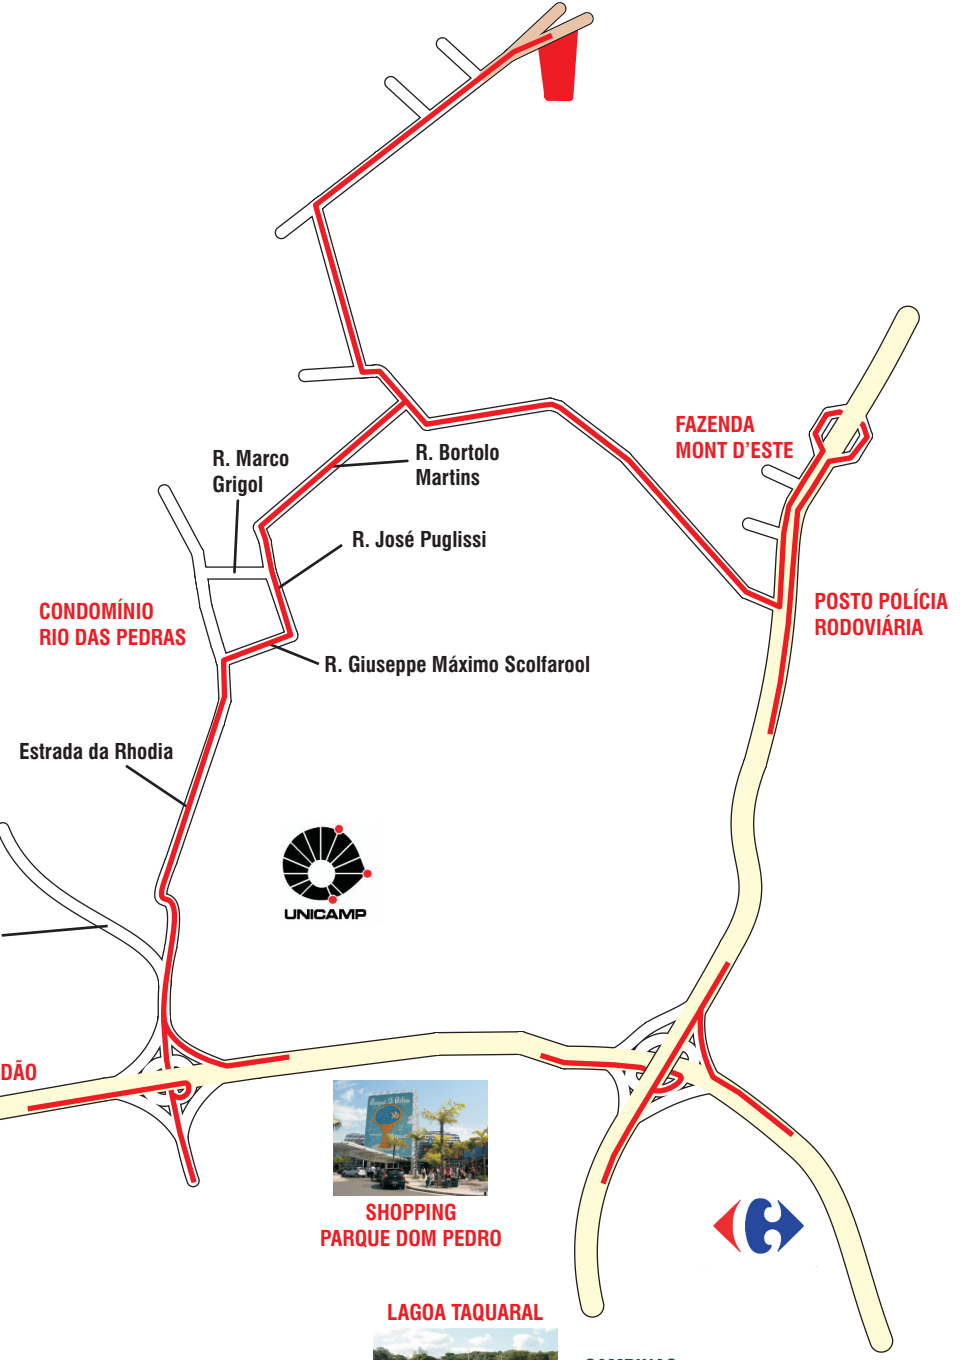 FAZENDA
MONT D'ESTE
R. Marco
Grigol
R. Bortolo
Martins
R. José Puglissi
CONDOMÍNIO
RIO DAS PEDRAS
POSTO POLÍCIA
RODOVIÁRIA
R. Giuseppe Máximo Scolfarool
Estrada da Rhodia
UNICAMP
DÃO
SHOPPING
PARQUE DOM PEDRO
LAGOA TAQUARAL